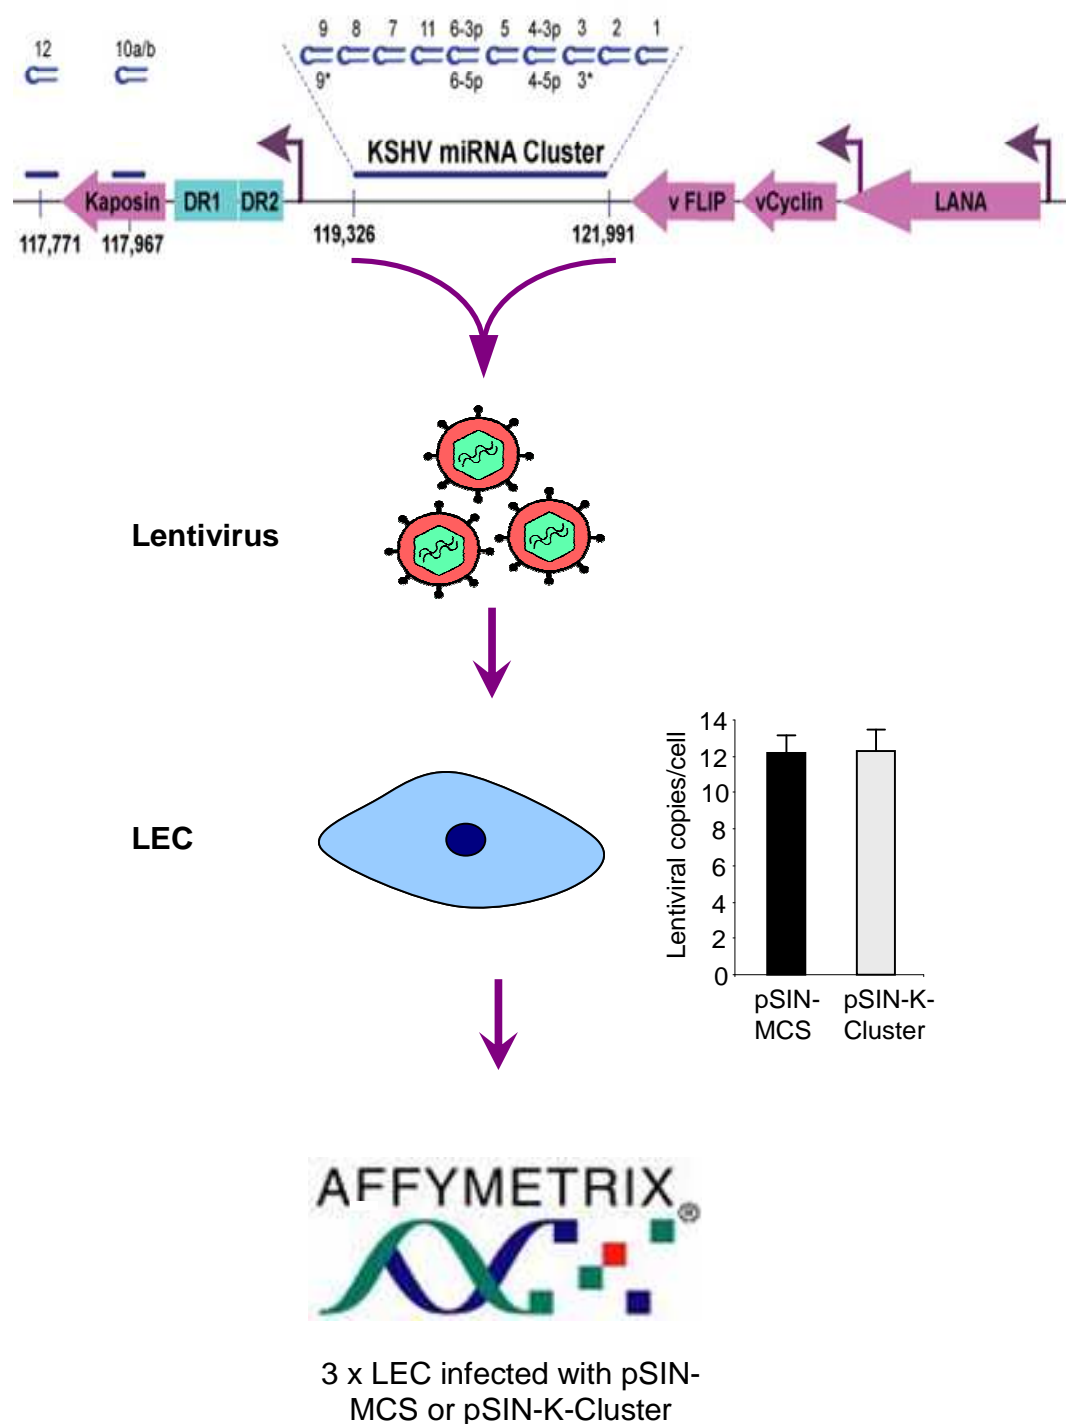 9 8 7 11 6-3p 5 4-3p 3 2 1
12 10a/b
9* 6-5p 4-5p 3*
KSHV miRNA Cluster
Kaposin DR1 DR2 v FLIP vCyclin LANA
117,771 117,967 119,326 121,991
Lentivirus
LEC
Lentiviral copies/cell
14
12
10
8
6
4
2
0
pSIN-
MCS
pSIN-K-
Cluster
AFFYMETRIX®
3 x LEC infected with pSIN-
MCS or pSIN-K-Cluster